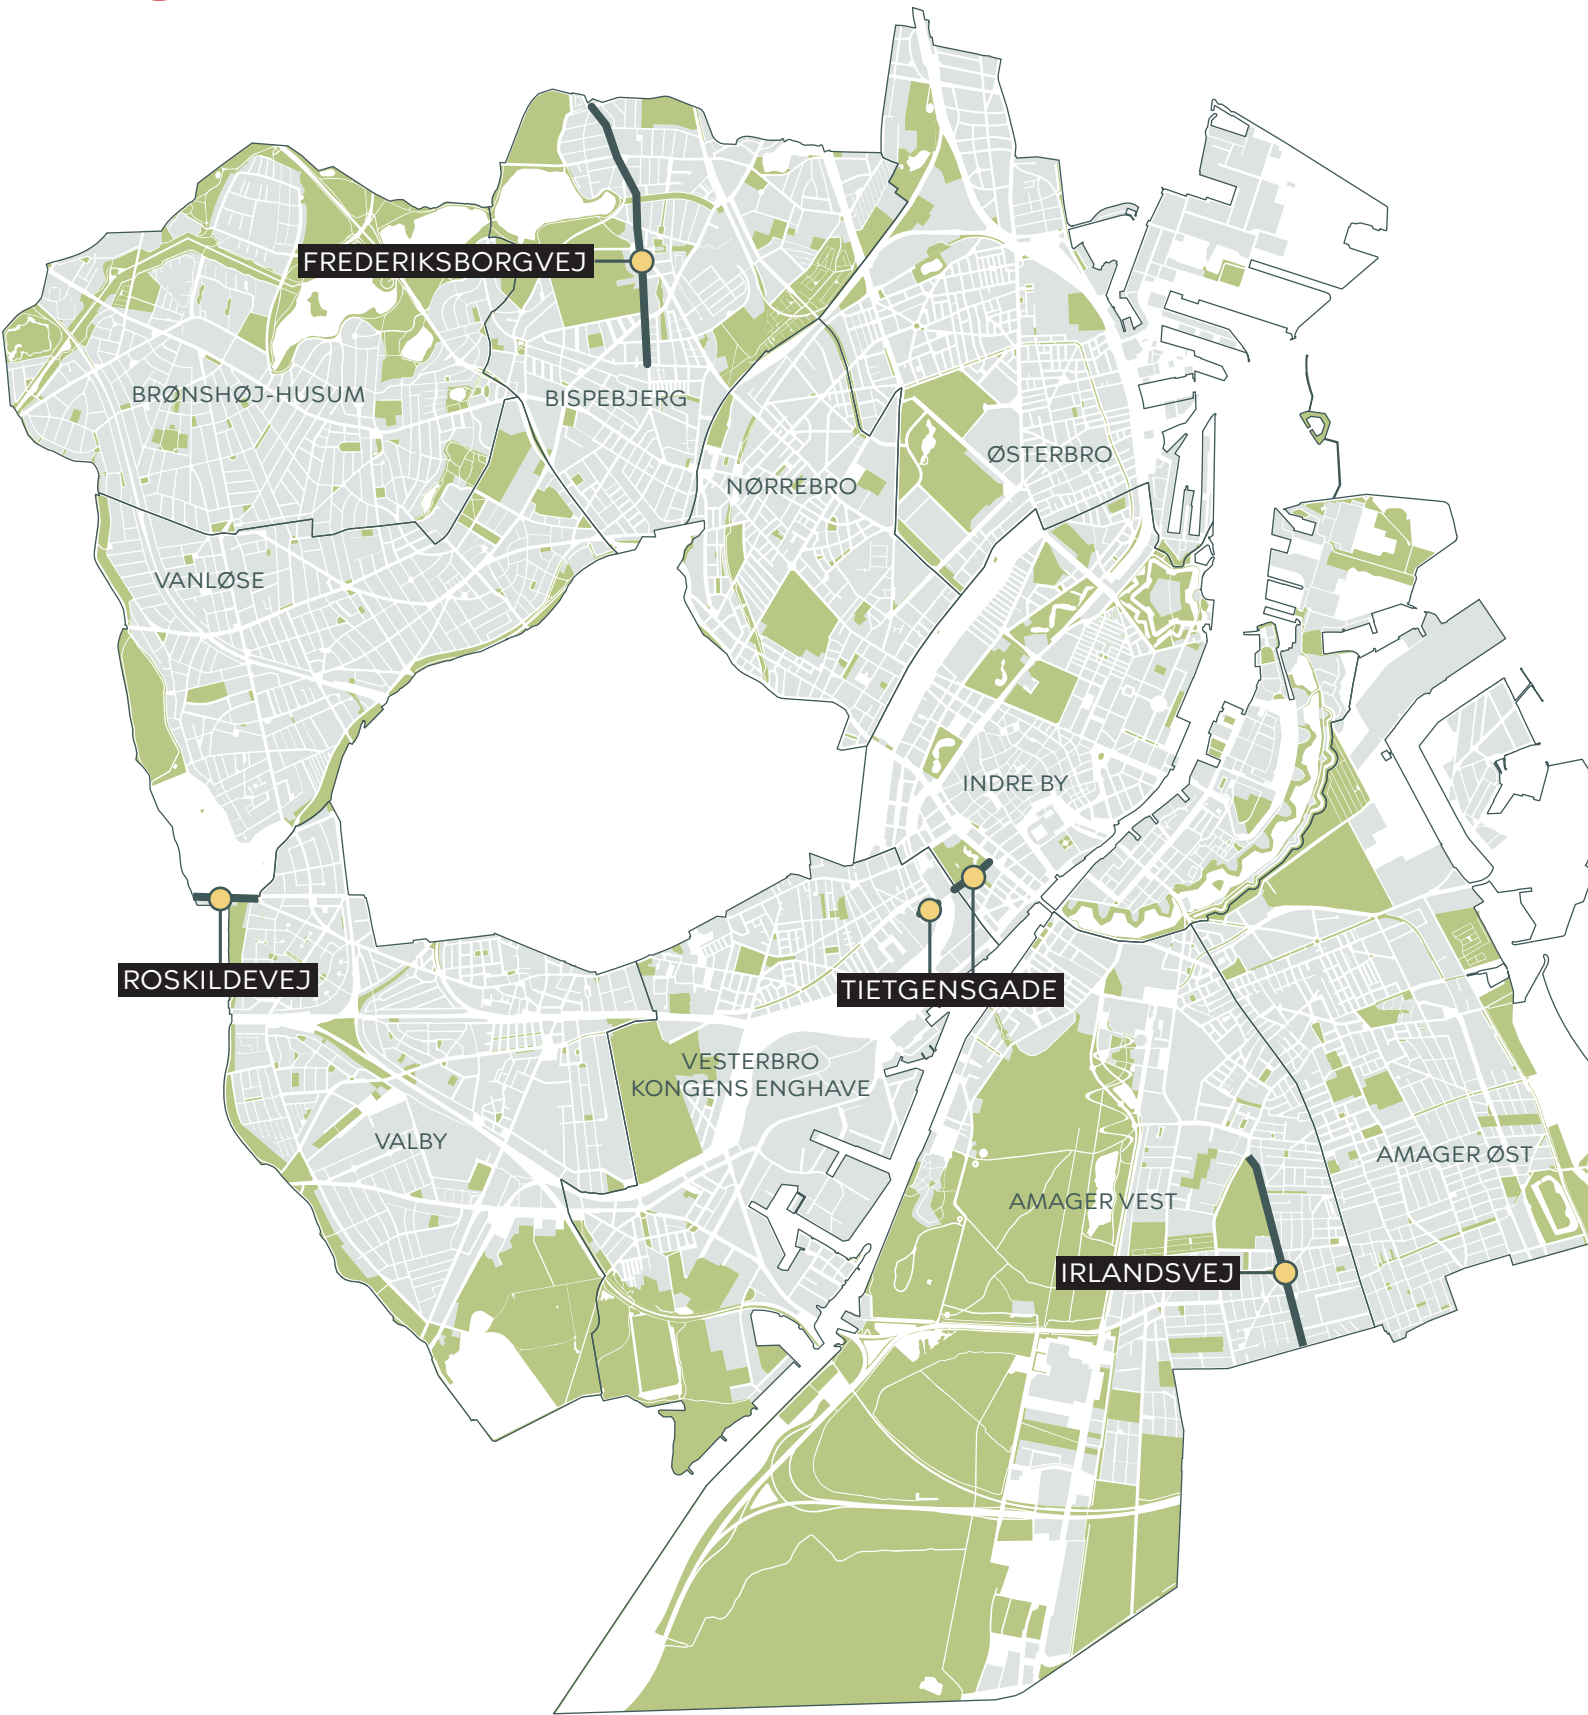 FREDERIKSBORGVEJ
BRØNSHØJ-HUSUM
BISPEBJERG
ØSTERBRO
NØRREBRO
VANLØSE
INDRE BY
ROSKILDEVEJ
TIETGENSGADE
VESTERBRO
KONGENS ENGHAVE
VALBY
AMAGER ØST
AMAGER VEST
IRLANDSVEJ